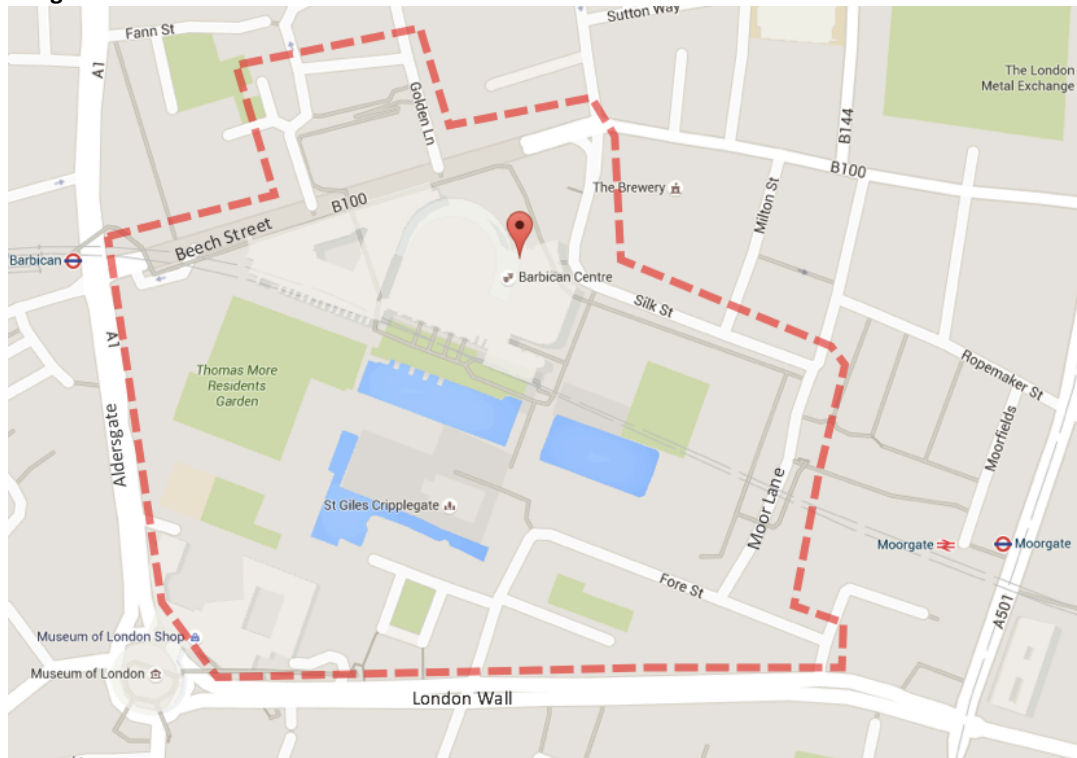 Sutton Way
Fann St
A1
The London
Metal Exchange
Golden Ln
B144
B100
The Brewery
Milton St
B100
Beech Street
Barbican
Barbican Centre
Silk St
A1
Thomas More
Residents
Garden
Ropemaker St
Aldersgate
Moorfields
St Giles Cripplegate
Moor Lane
Moorgate
Moorgate
Fore St
A501
Museum of London Shop
Museum of London
London Wall